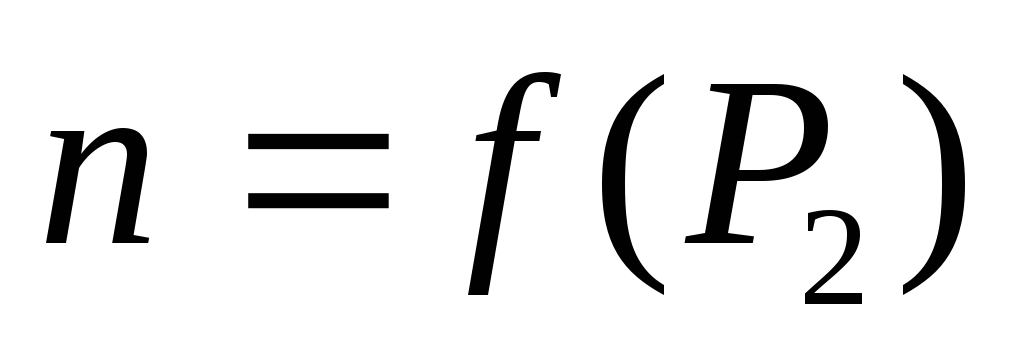 n = f (P₂)